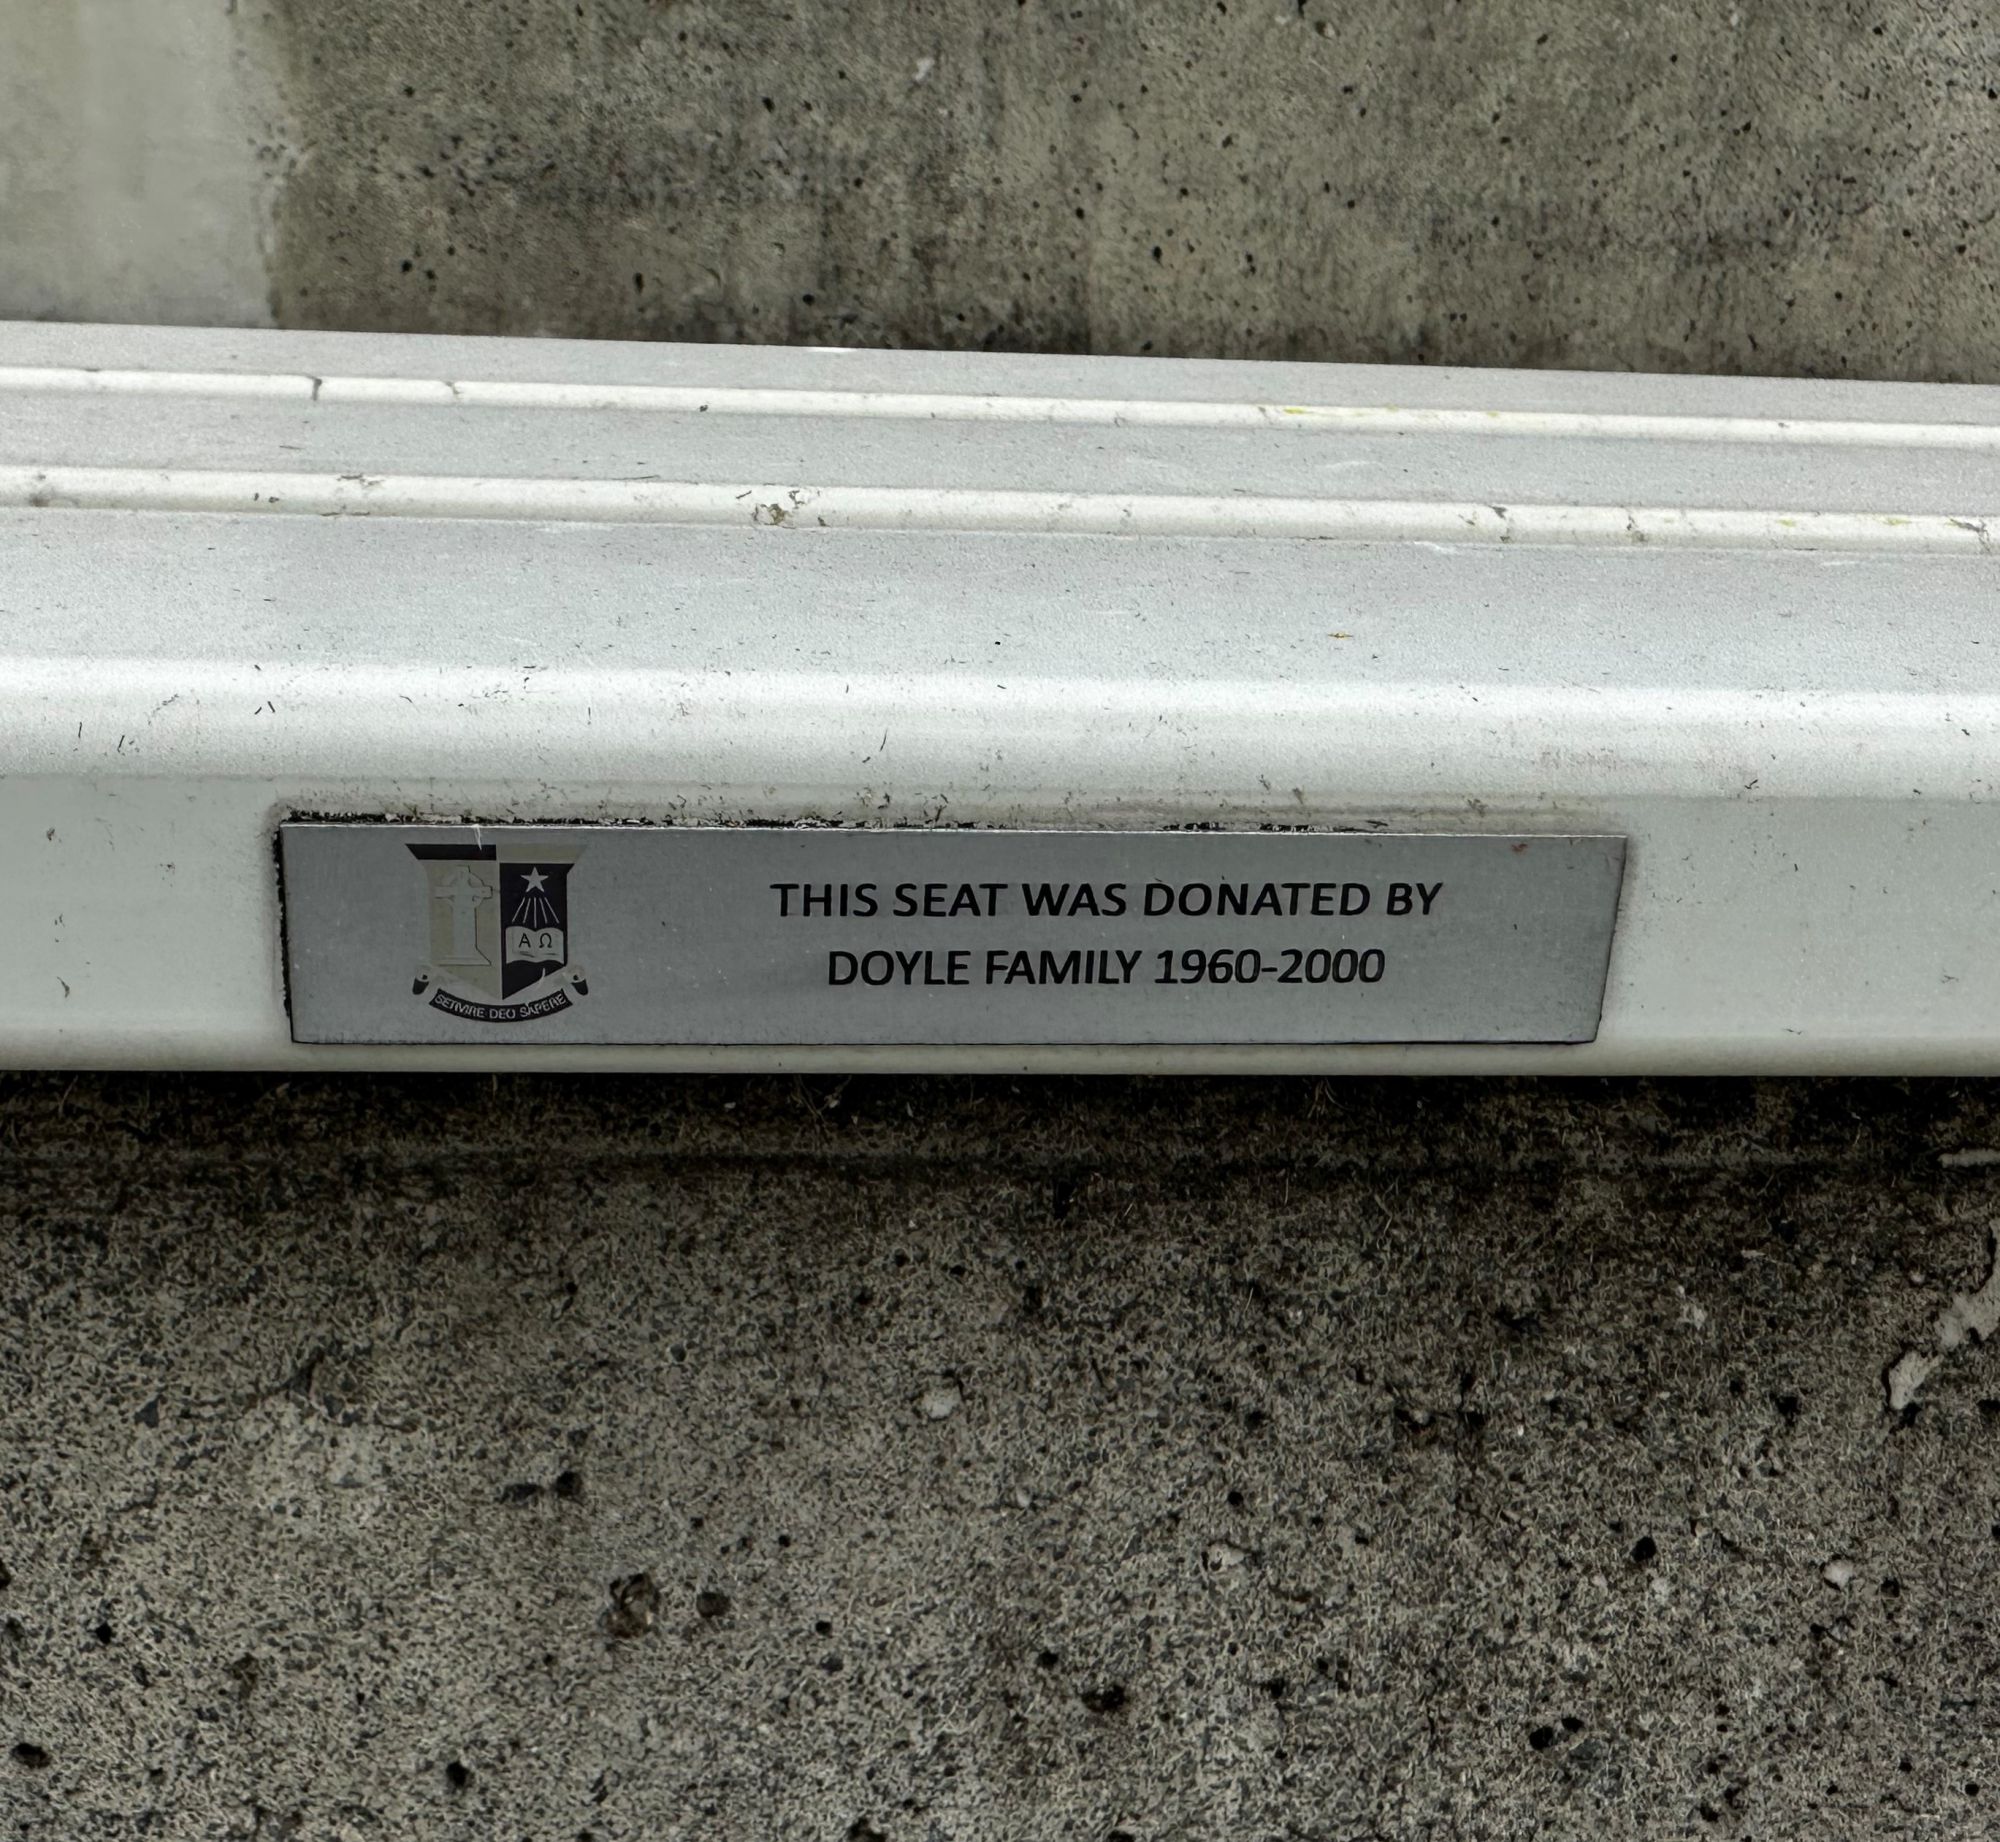 THIS SEAT WAS DONATED BY
DOYLE FAMILY 1960-2000
Α Ω
SERVIRE DEO SAPERE